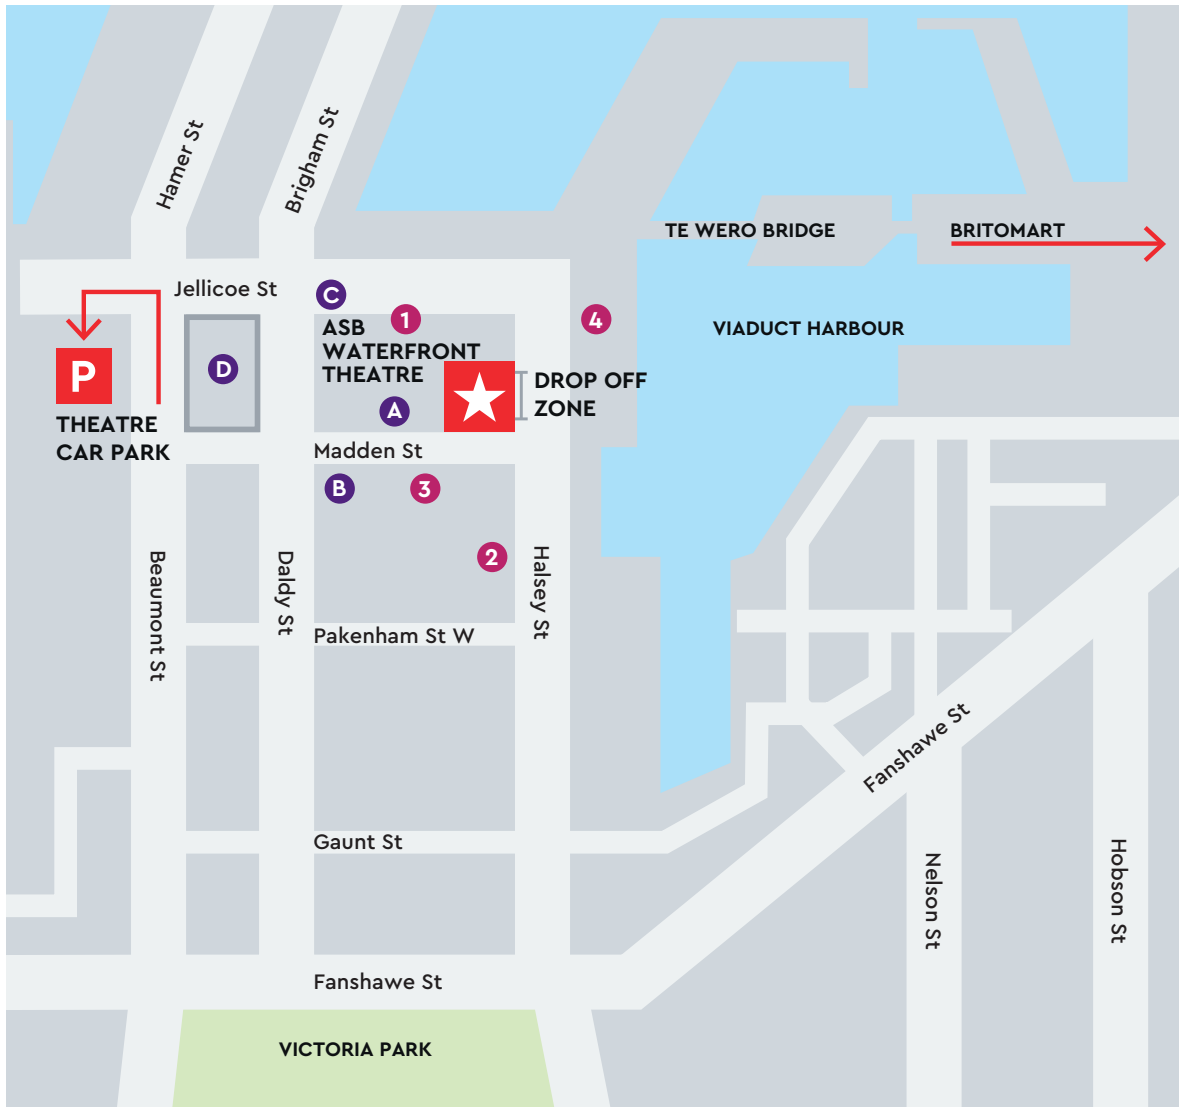 Hamer St
Brigham St
TE WERO BRIDGE
BRITOMART
Jellicoe St
C
1
4
ASB
WATERFRONT
THEATRE
VIADUCT HARBOUR
P
D
DROP OFF
ZONE
A
THEATRE
CAR PARK
Madden St
B
3
2
Beaumont St
Daldy St
Halsey St
Pakenham St W
Fanshawe St
Gaunt St
Nelson St
Hobson St
Fanshawe St
VICTORIA PARK